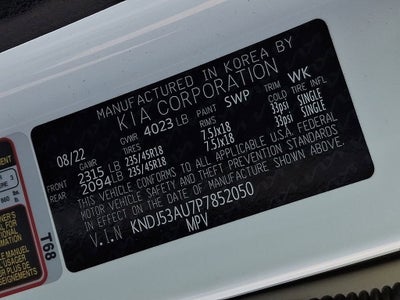 MANUFACTURED IN KOREA BY
KIA CORPORATION
08/22 GVWR 4023 LB PAINT SWP TRIM WK
GAWR TIRES RIMS COLD TIRE INFL
FRONT 2315 LB 235/45R18 7.5Jx18 33psi SINGLE
REAR 2094 LB 235/45R18 7.5Jx18 33psi SINGLE
THIS VEHICLE CONFORMS TO ALL APPLICABLE U.S.A. FEDERAL
MOTOR VEHICLE SAFETY AND THEFT PREVENTION STANDARDS
IN EFFECT ON THE DATE OF MANUFACTURE SHOWN ABOVE.
V.I.N KNDJ53AU7P7852050
MPV
T68